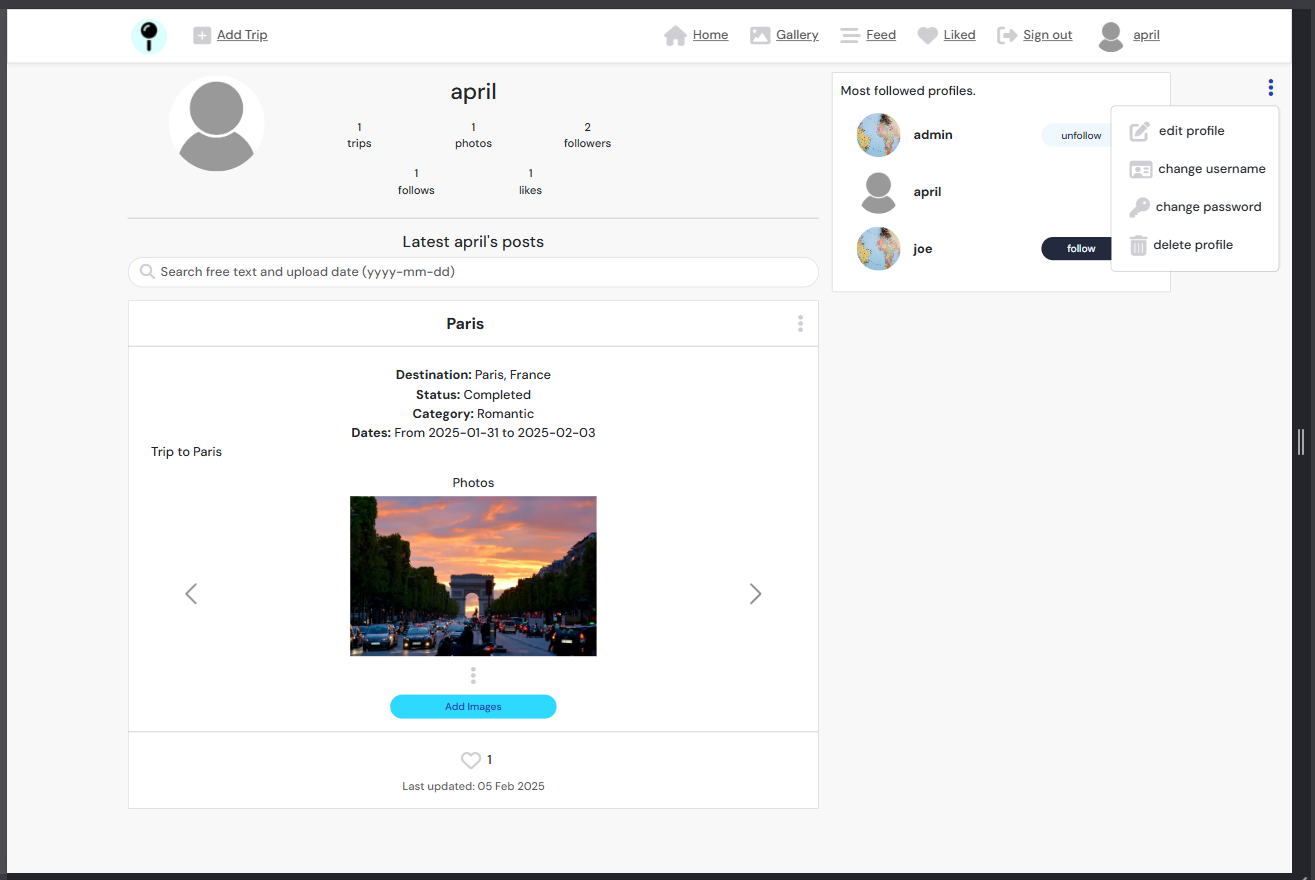 Add Trip
Home
Gallery
Feed
Liked
Sign out
april
april
1
trips
1
photos
2
followers
1
follows
1
likes
Latest april's posts
Search free text and upload date (yyyy-mm-dd)
Paris
Destination: Paris, France
Status: Completed
Category: Romantic
Dates: From 2025-01-31 to 2025-02-03
Trip to Paris
Photos
Add Images
1
Last updated: 05 Feb 2025
Most followed profiles.
admin
unfollow
april
joe
follow
edit profile
change username
change password
delete profile